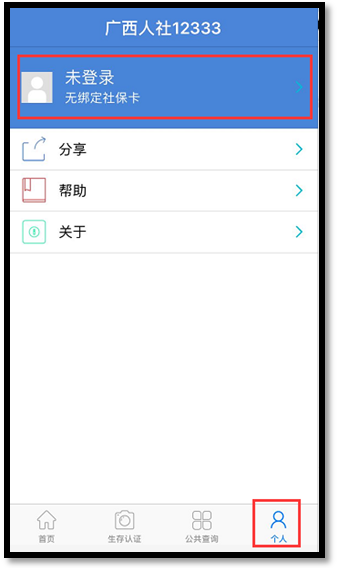 广西人社12333
未登录
无绑定社保卡
分享
帮助
关于
首页
生存认证
公共查询
个人